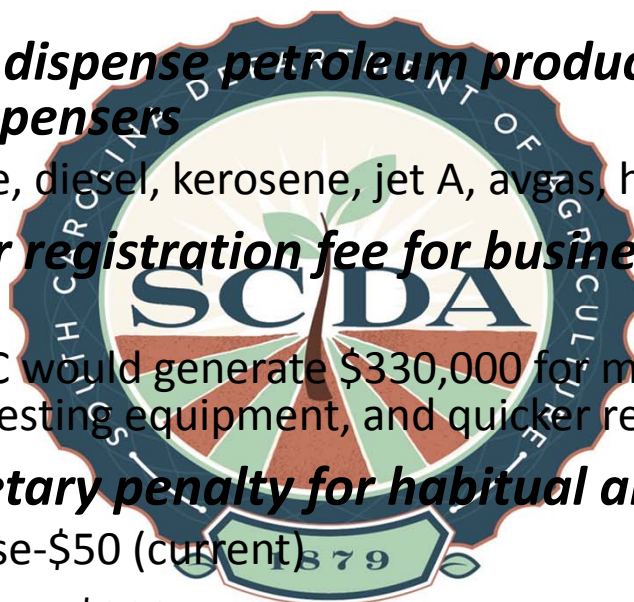 dispense petroleum produc
pensers
e, diesel, kerosene, jet A, avgas, h
r registration fee for busine
C would generate $330,000 for m
esting equipment, and quicker re
etary penalty for habitual a
se-$50 (current)
SOUTH CAROLINA DEPARTMENT OF AGRICULTURE
SCDA
1879